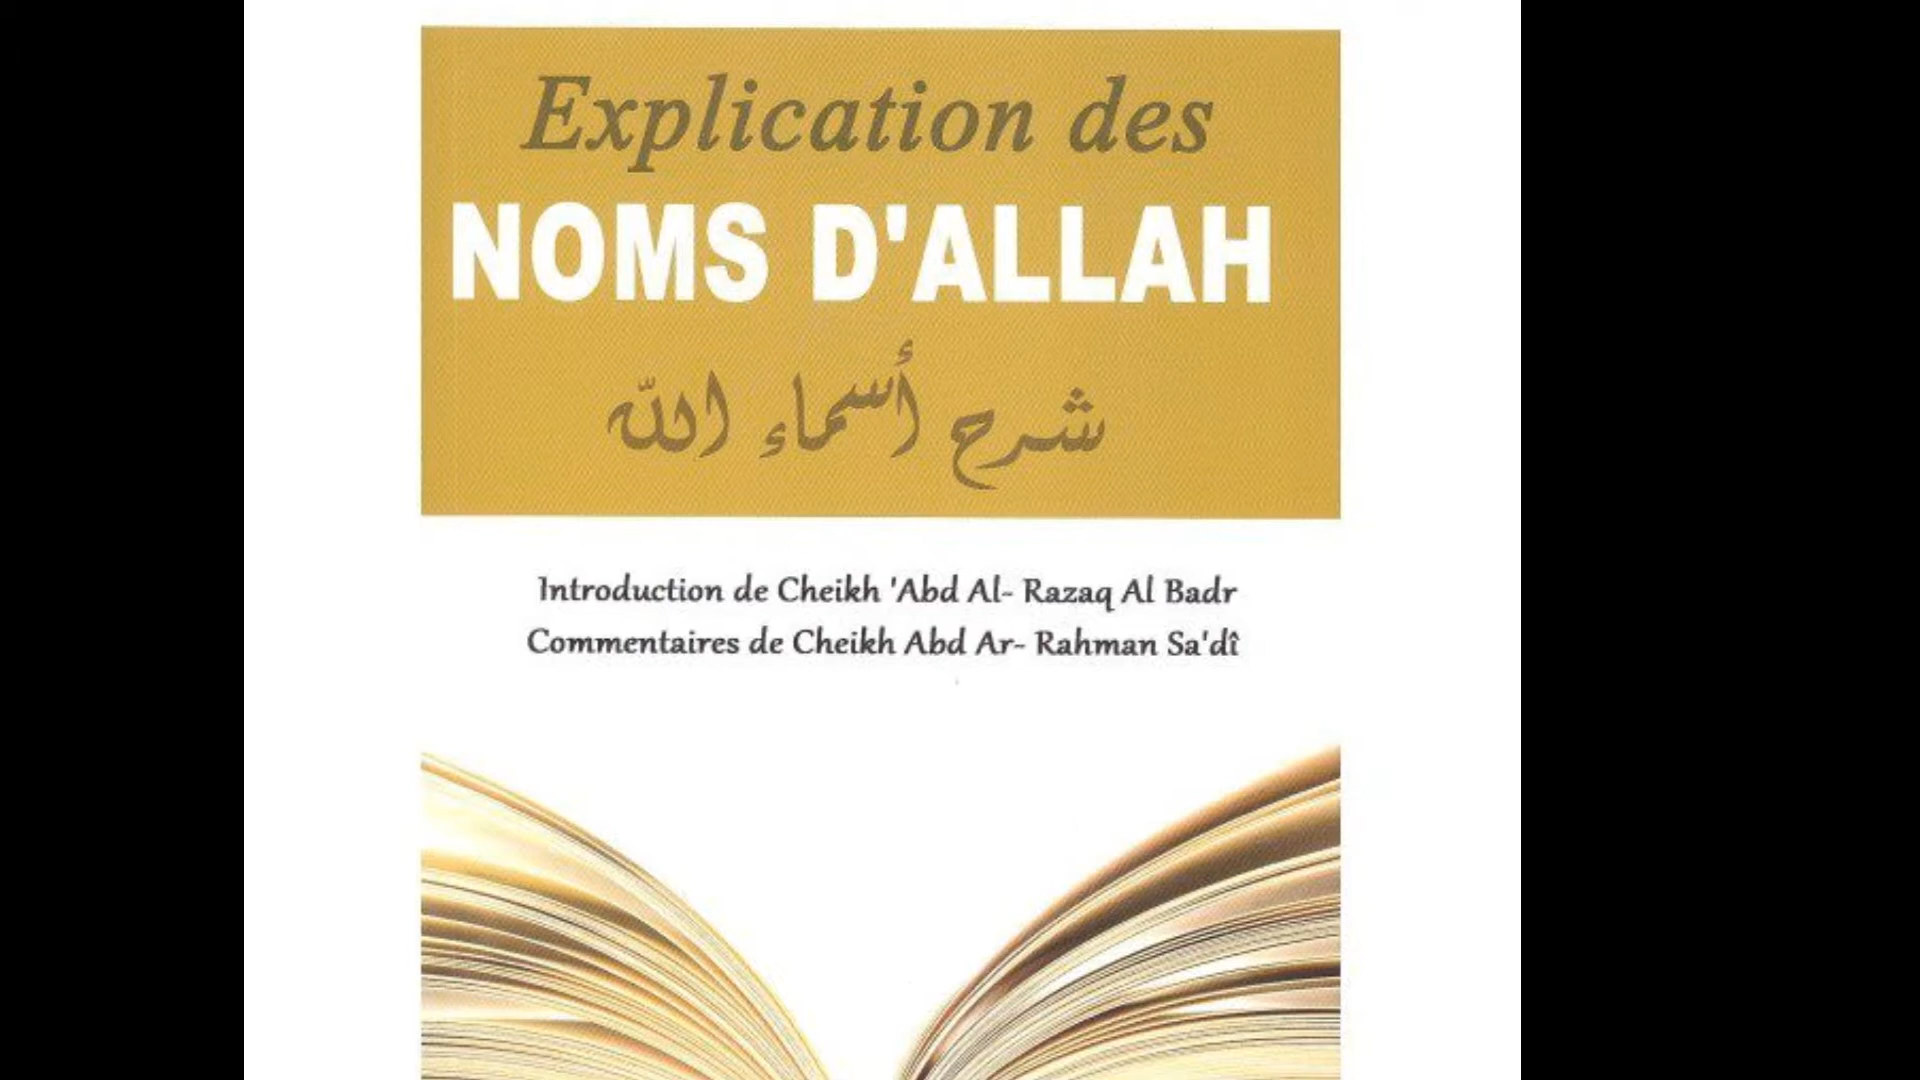 Explication des
NOMS D'ALLAH
شرح أسماء اللّه
Introduction de Cheikh 'Abd Al- Razaq Al Badr
Commentaires de Cheikh Abd Ar- Rahman Sa'dî